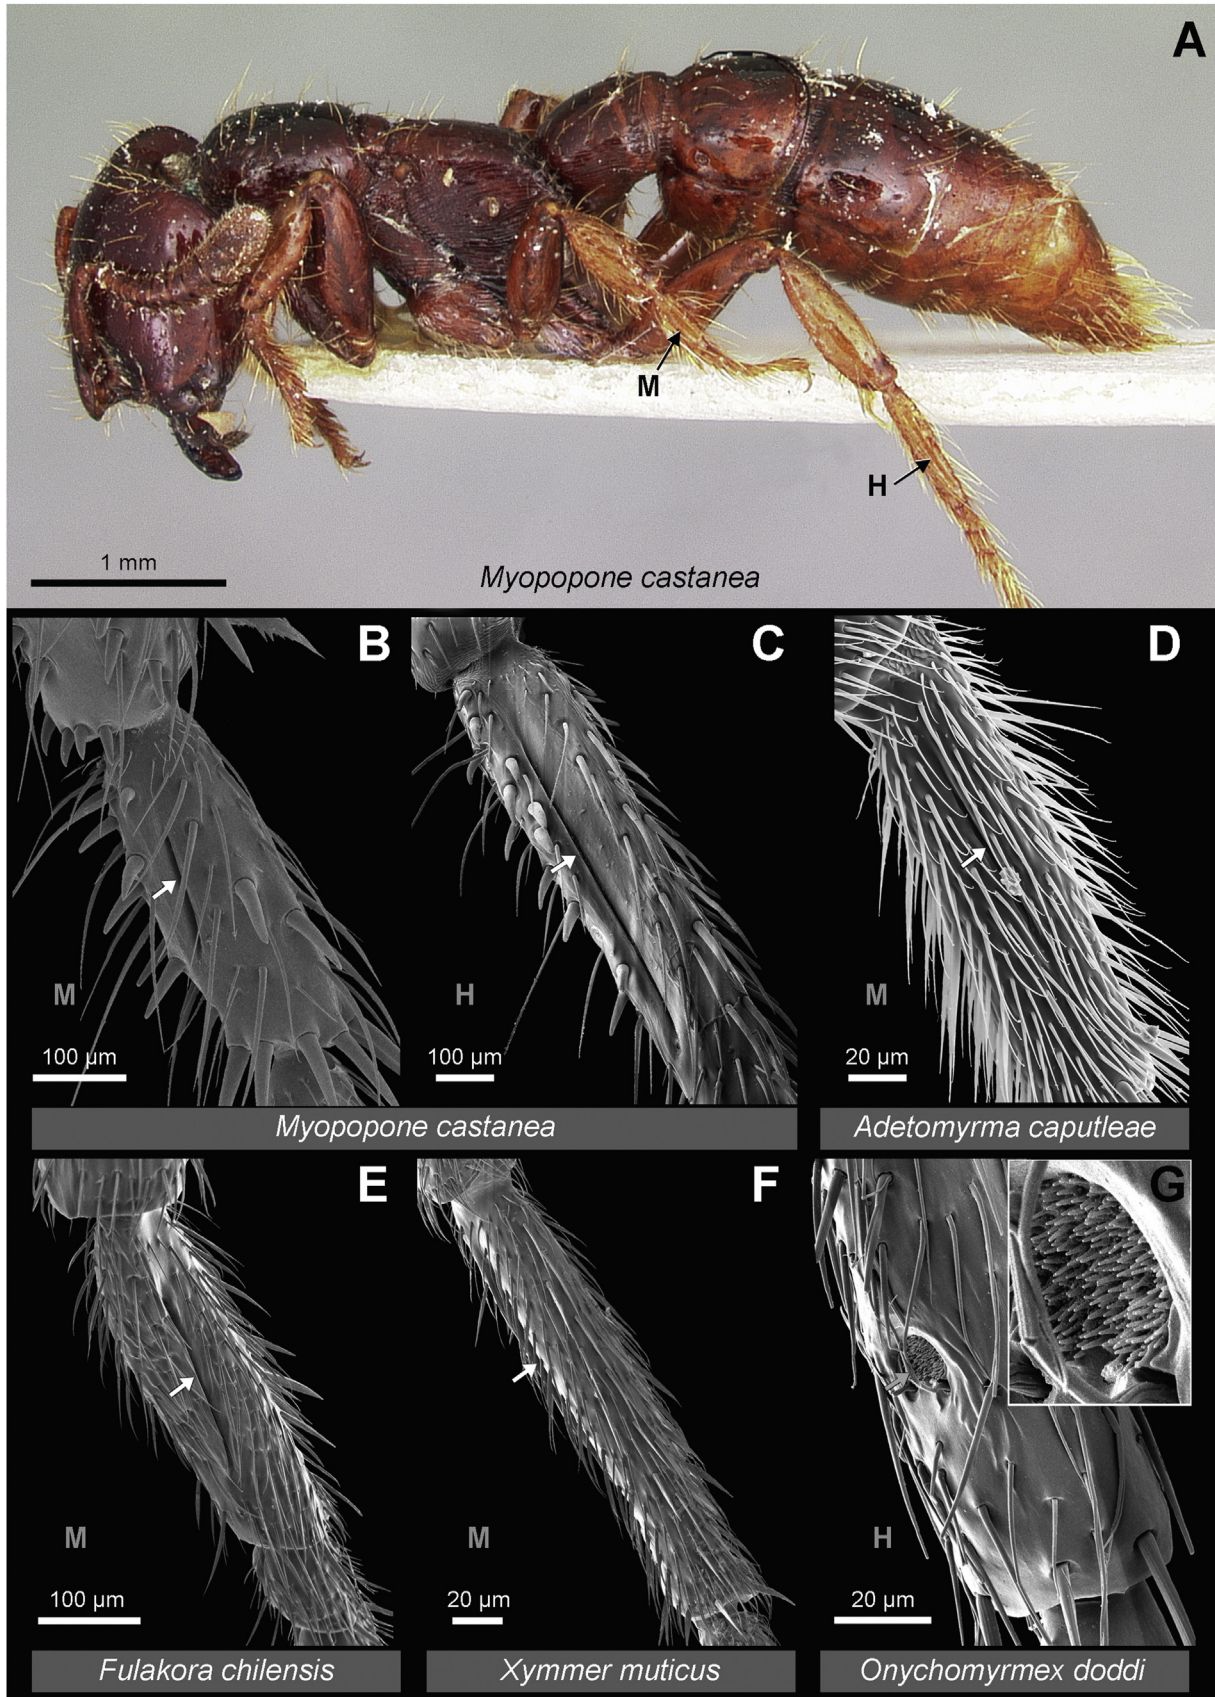 A
M
H
1 mm
Myopopone castanea
B
C
D
M
H
M
100 µm
100 µm
20 µm
Myopopone castanea
Adetomyrma caputleae
E
F
G
M
M
H
100 µm
20 µm
20 µm
Fulakora chilensis
Xymmer muticus
Onychomyrmex doddi